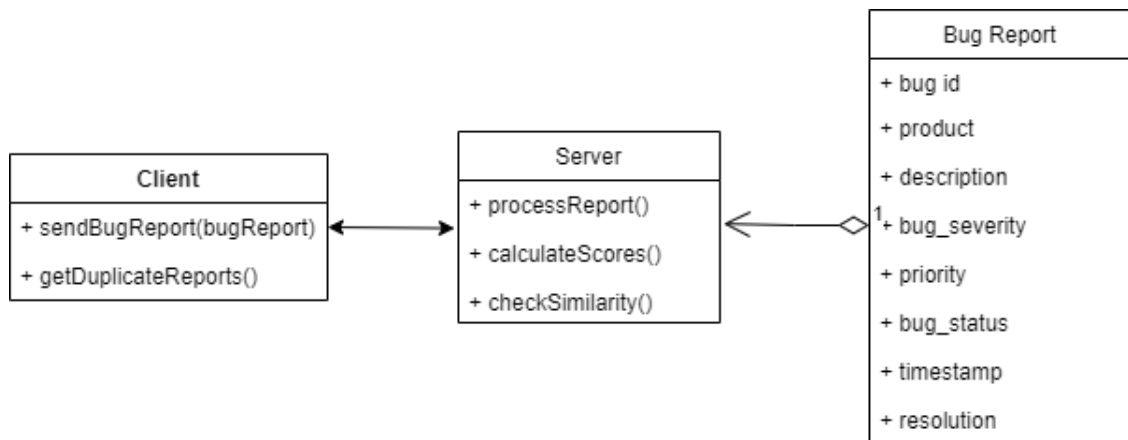 Client
+ sendBugReport(bugReport)
+ getDuplicateReports()
Server
+ processReport()
+ calculateScores()
+ checkSimilarity()
1
Bug Report
+ bug id
+ product
+ description
+ bug_severity
+ priority
+ bug_status
+ timestamp
+ resolution